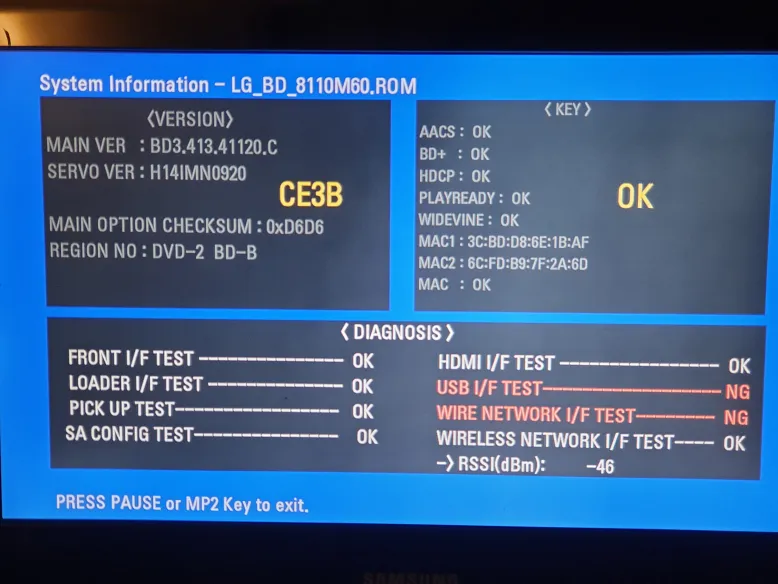 System Information - LG_BD_8110M60.ROM
<VERSION>
MAIN VER : BD3.413.41120.C
SERVO VER : H14IMN0920
CE3B
MAIN OPTION CHECKSUM : 0xD6D6
REGION NO : DVD-2 BD-B
<KEY>
AACS : OK
BD+ : OK
HDCP : OK
PLAYREADY : OK
WIDEVINE : OK
OK
MAC1 : 3C:BD:D8:6E:1B:AF
MAC2 : 6C:FD:B9:7F:2A:6D
MAC : OK
<DIAGNOSIS>
FRONT I/F TEST ---------------- OK
LOADER I/F TEST ---------------- OK
PICK UP TEST------------------ OK
SA CONFIG TEST---------------- OK
HDMI I/F TEST ------------------ OK
USB I/F TEST-------------------- NG
WIRE NETWORK I/F TEST--------- NG
WIRELESS NETWORK I/F TEST---- OK
->RSSI(dBm): -46
PRESS PAUSE or MP2 Key to exit.
SAMSUNG